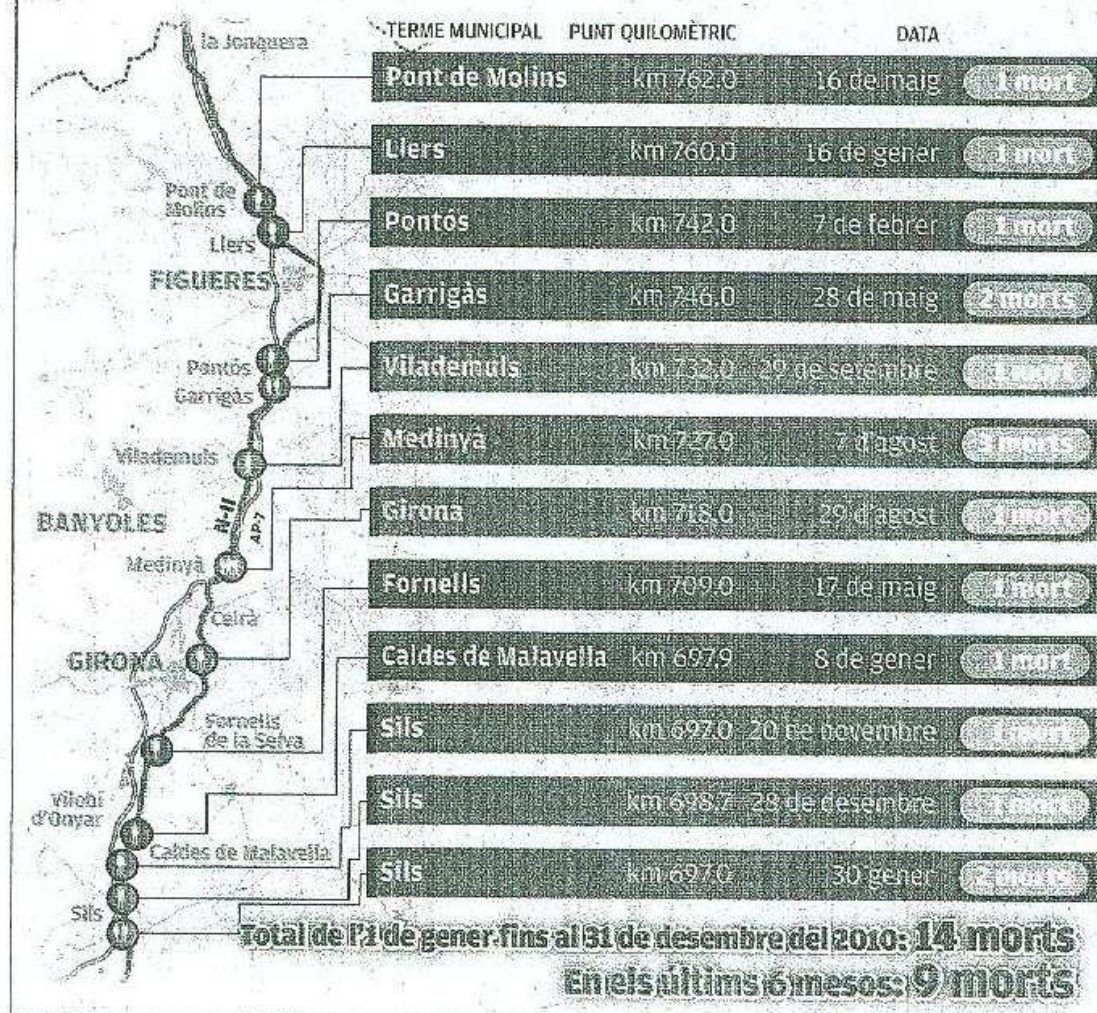 TERME MUNICIPAL PUNT QUILOMÈTRIC DATA
Pont de Molins km 762,0 16 de maig 1 mort
Llers km 760,0 16 de gener 1 mort
Pontós km 742,0 7 de febrer 1 mort
Garrigàs km 746,0 28 de maig 2 morts
Vilademuls km 732,0 29 de setembre 1 mort
Medinyà km 727,0 7 d'agost 3 morts
Girona km 718,0 29 d'agost 1 mort
Fornells km 709,0 17 de maig 1 mort
Caldes de Malavella km 697,9 8 de gener 1 mort
Sils km 697,0 20 de novembre 1 mort
Sils km 698,7 28 de desembre 1 mort
Sils km 697,0 30 gener 2 morts
Total de l'1 de gener fins al 31 de desembre del 2010: 14 morts
En els últims 6 mesos: 9 morts
la Jonquera
Pont de
Molins
Llers
FIGUERES
Pontós
Garrigàs
Vilademuls
BANYOLES
N-II
AP-7
Medinyà
Celrà
GIRONA
Fornells
de la Selva
Vilobí
d'Onyar
Caldes de Malavella
Sils